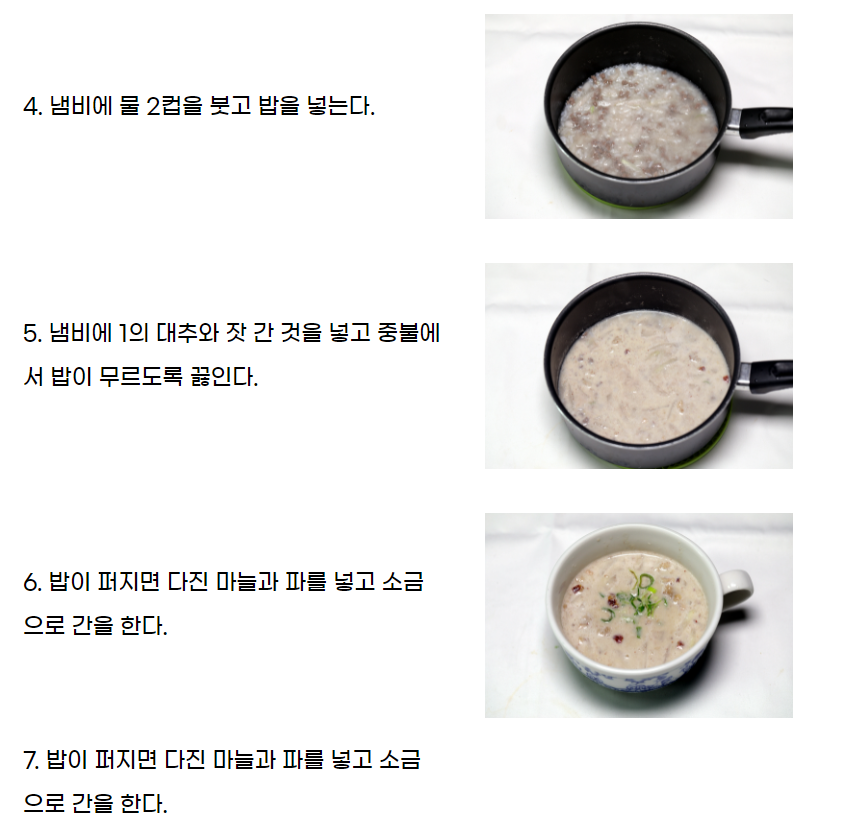 4. 냄비에 물 2컵을 붓고 밥을 넣는다.
5. 냄비에 1의 대추와 잣 간 것을 넣고 중불에
서 밥이 무르도록 끓인다.
6. 밥이 퍼지면 다진 마늘과 파를 넣고 소금
으로 간을 한다.
7. 밥이 퍼지면 다진 마늘과 파를 넣고 소금
으로 간을 한다.